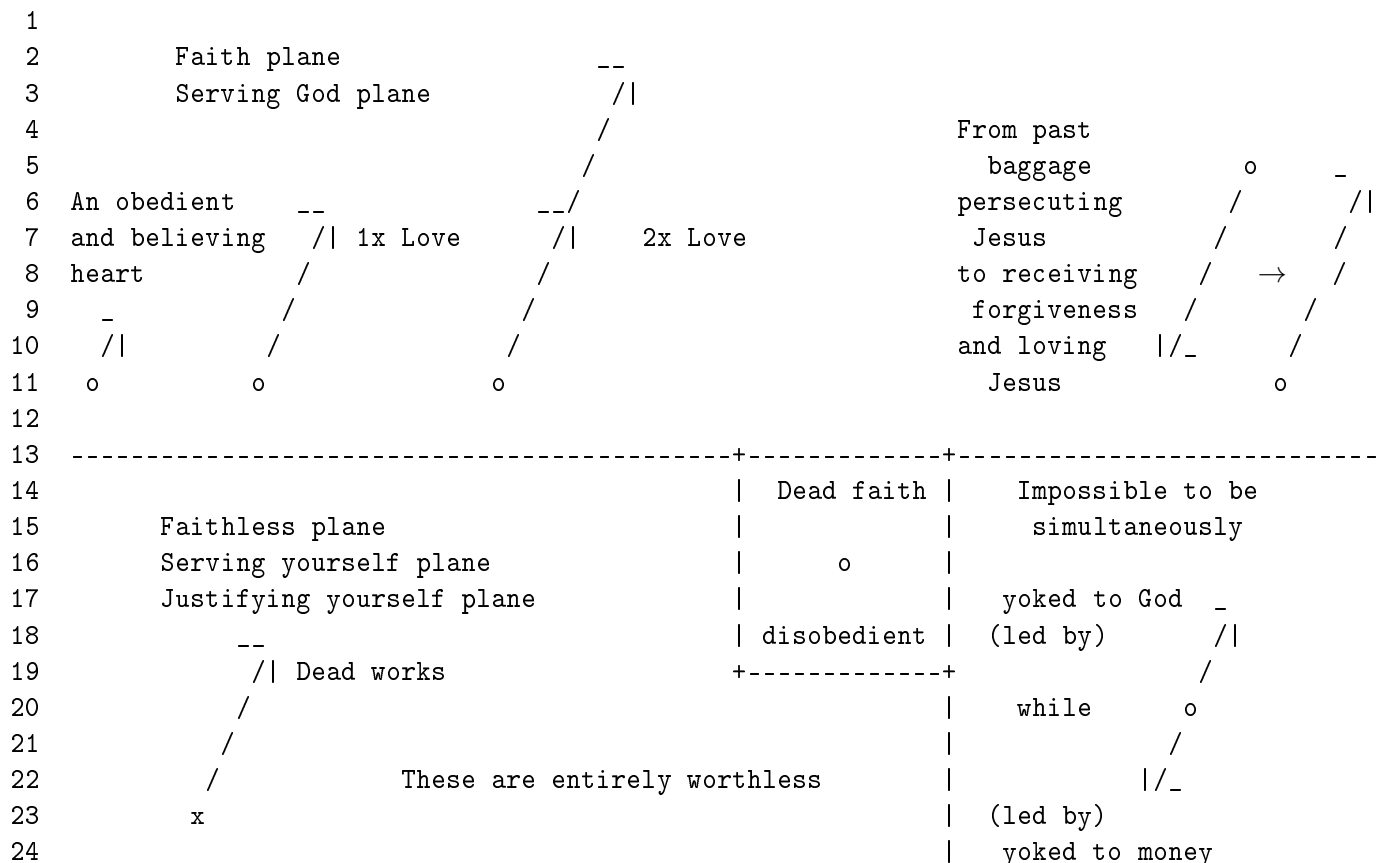 1
2 Faith plane __
3 Serving God plane /|
4 / From past
5 / baggage o _
6 An obedient __ __/ persecuting / /|
7 and believing /| 1x Love /| 2x Love Jesus / /
8 heart / / to receiving / → /
9 _ / / forgiveness / /
10 /| / / and loving |/_ /
11 o o o Jesus o
12
13 --------------------------------------------+-------------+----------------------------
14 | Dead faith | Impossible to be
15 Faithless plane | | simultaneously
16 Serving yourself plane | o |
17 Justifying yourself plane | | yoked to God _
18 __ | disobedient | (led by) /|
19 /| Dead works +-------------+ /
20 / | while o
21 / | /
22 / These are entirely worthless | |/_
23 x | (led by)
24 | yoked to money